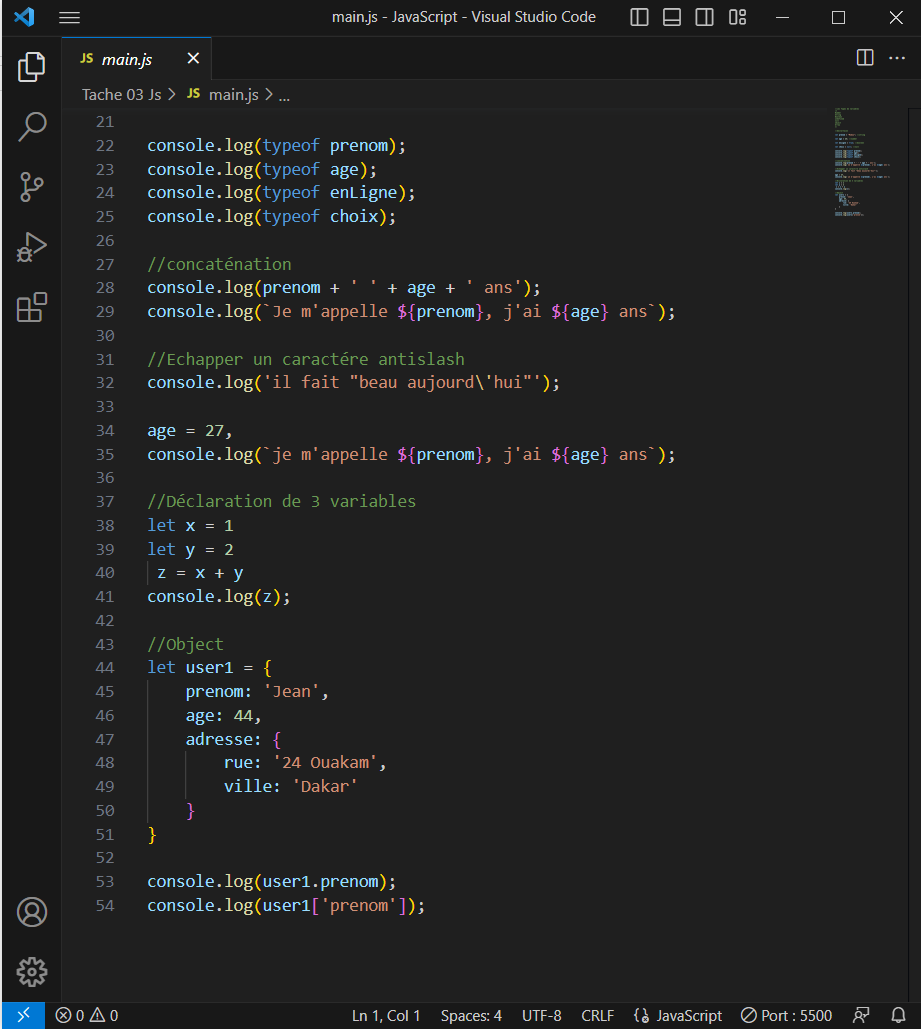 main.js - JavaScript - Visual Studio Code
JS main.js
Tache 03 Js > JS main.js > ...
21
22 console.log(typeof prenom);
23 console.log(typeof age);
24 console.log(typeof enLigne);
25 console.log(typeof choix);
26
27 //concaténation
28 console.log(prenom + ' ' + age + ' ans');
29 console.log(`Je m'appelle ${prenom}, j'ai ${age} ans`);
30
31 //Echapper un caractére antislash
32 console.log('il fait "beau aujourd\'hui"');
33
34 age = 27,
35 console.log(`je m'appelle ${prenom}, j'ai ${age} ans`);
36
37 //Déclaration de 3 variables
38 let x = 1
39 let y = 2
40  z = x + y
41 console.log(z);
42
43 //Object
44 let user1 = {
45     prenom: 'Jean',
46     age: 44,
47     adresse: {
48         rue: '24 Ouakam',
49         ville: 'Dakar'
50     }
51 }
52
53 console.log(user1.prenom);
54 console.log(user1['prenom']);
0 0 Ln 1, Col 1 Spaces: 4 UTF-8 CRLF JavaScript Port : 5500